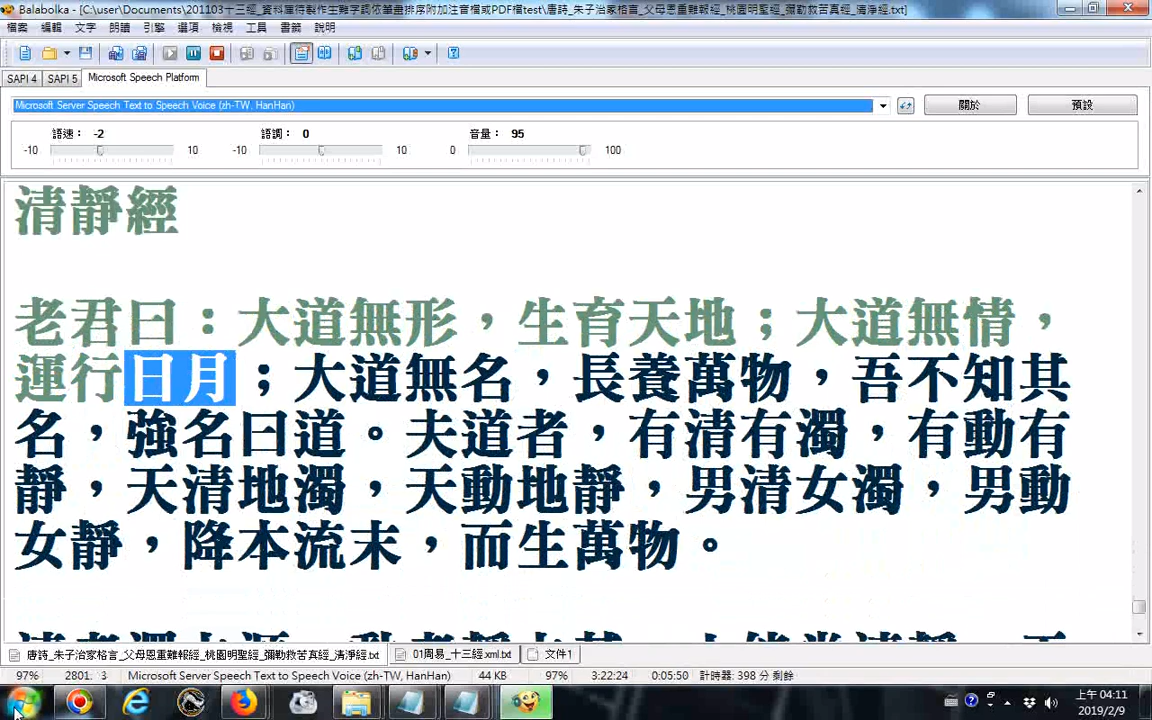 Balabolka - [C:\user\Documents\201103十三經_資料庫待製作生難字詞依筆畫排序附加注音檔或PDF檔test\唐詩_朱子治家格言_父母恩重難報經_桃園明聖經_彌勒救苦真經_清淨經.txt]
檔案 編輯 文字 朗讀 引擎 選項 檢視 工具 書籤 說明
SAPI 4 SAPI 5 Microsoft Speech Platform
Microsoft Server Speech Text to Speech Voice (zh-TW, HanHan) 關於 預設
語速： -2 語調： 0 音量： 95
-10 10 -10 10 0 100
清靜經
老君曰：大道無形，生育天地；大道無情，
運行日月；大道無名，長養萬物，吾不知其
名，強名曰道。夫道者，有清有濁，有動有
靜，天清地濁，天動地靜，男清女濁，男動
女靜，降本流末，而生萬物。
唐詩_朱子治家格言_父母恩重難報經_桃園明聖經_彌勒救苦真經_清淨經.txt 01周易_十三經.xml.txt 文件1
97% 2801. 3 Microsoft Server Speech Text to Speech Voice (zh-TW, HanHan) 44 KB 97% 3:22:24 0:05:50 計時器： 398 分 剩餘
上午 04:11
2019/2/9